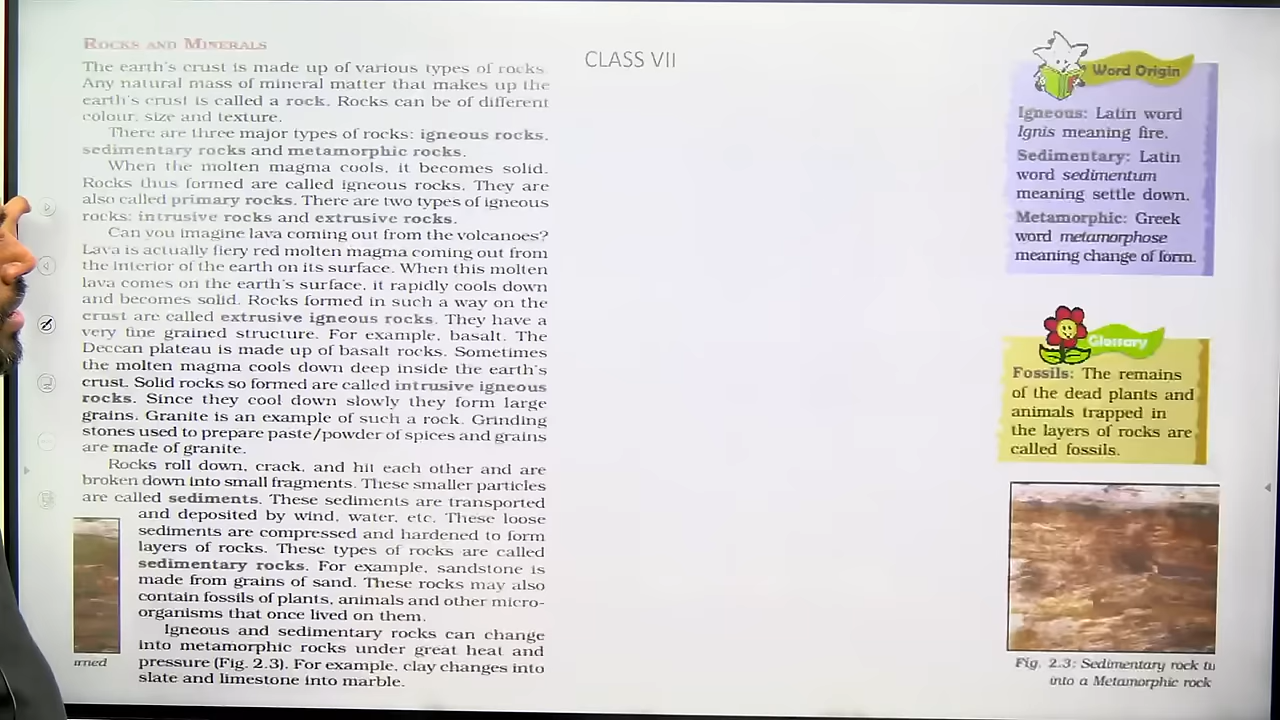 ROCKS AND MINERALS
The earth's crust is made up of various types of rocks.
Any natural mass of mineral matter that makes up the
earth's crust is called a rock. Rocks can be of different
colour, size and texture.
There are three major types of rocks: igneous rocks,
sedimentary rocks and metamorphic rocks.
When the molten magma cools, it becomes solid.
Rocks thus formed are called igneous rocks. They are
also called primary rocks. There are two types of igneous
rocks: intrusive rocks and extrusive rocks.
Can you imagine lava coming out from the volcanoes?
Lava is actually fiery red molten magma coming out from
the interior of the earth on its surface. When this molten
lava comes on the earth's surface, it rapidly cools down
and becomes solid. Rocks formed in such a way on the
crust are called extrusive igneous rocks. They have a
very fine grained structure. For example, basalt. The
Deccan plateau is made up of basalt rocks. Sometimes
the molten magma cools down deep inside the earth's
crust. Solid rocks so formed are called intrusive igneous
rocks. Since they cool down slowly they form large
grains. Granite is an example of such a rock. Grinding
stones used to prepare paste/powder of spices and grains
are made of granite.
Rocks roll down, crack, and hit each other and are
broken down into small fragments. These smaller particles
are called sediments. These sediments are transported
and deposited by wind, water, etc. These loose
sediments are compressed and hardened to form
layers of rocks. These types of rocks are called
sedimentary rocks. For example, sandstone is
made from grains of sand. These rocks may also
contain fossils of plants, animals and other micro-
organisms that once lived on them.
Igneous and sedimentary rocks can change
into metamorphic rocks under great heat and
pressure (Fig. 2.3). For example, clay changes into
slate and limestone into marble.
urned
CLASS VII
Word Origin
Igneous: Latin word
Ignis meaning fire.
Sedimentary: Latin
word sedimentum
meaning settle down.
Metamorphic: Greek
word metamorphose
meaning change of form.
Glossary
Fossils: The remains
of the dead plants and
animals trapped in
the layers of rocks are
called fossils.
Fig. 2.3: Sedimentary rock tu
into a Metamorphic rock